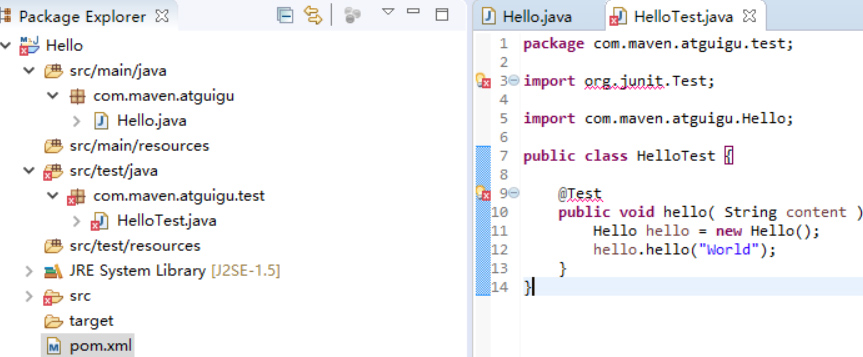 Package Explorer
Hello
src/main/java
com.maven.atguigu
Hello.java
src/main/resources
src/test/java
com.maven.atguigu.test
HelloTest.java
src/test/resources
JRE System Library [J2SE-1.5]
src
target
pom.xml
Hello.java HelloTest.java
1 package com.maven.atguigu.test;
2
3 import org.junit.Test;
4
5 import com.maven.atguigu.Hello;
6
7 public class HelloTest {
8
9 @Test
10 public void hello( String content )
11 Hello hello = new Hello();
12 hello.hello("World");
13 }
14 }